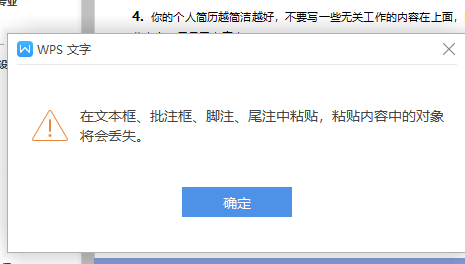 专业
4. 你的个人简历越简洁越好，不要写一些无关工作的内容在上面，
WPS 文字
设
在文本框、批注框、脚注、尾注中粘贴，粘贴内容中的对象
将会丢失。
确定